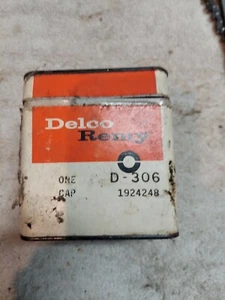 Delco
Remy
ONE D-306
CAP 1924248